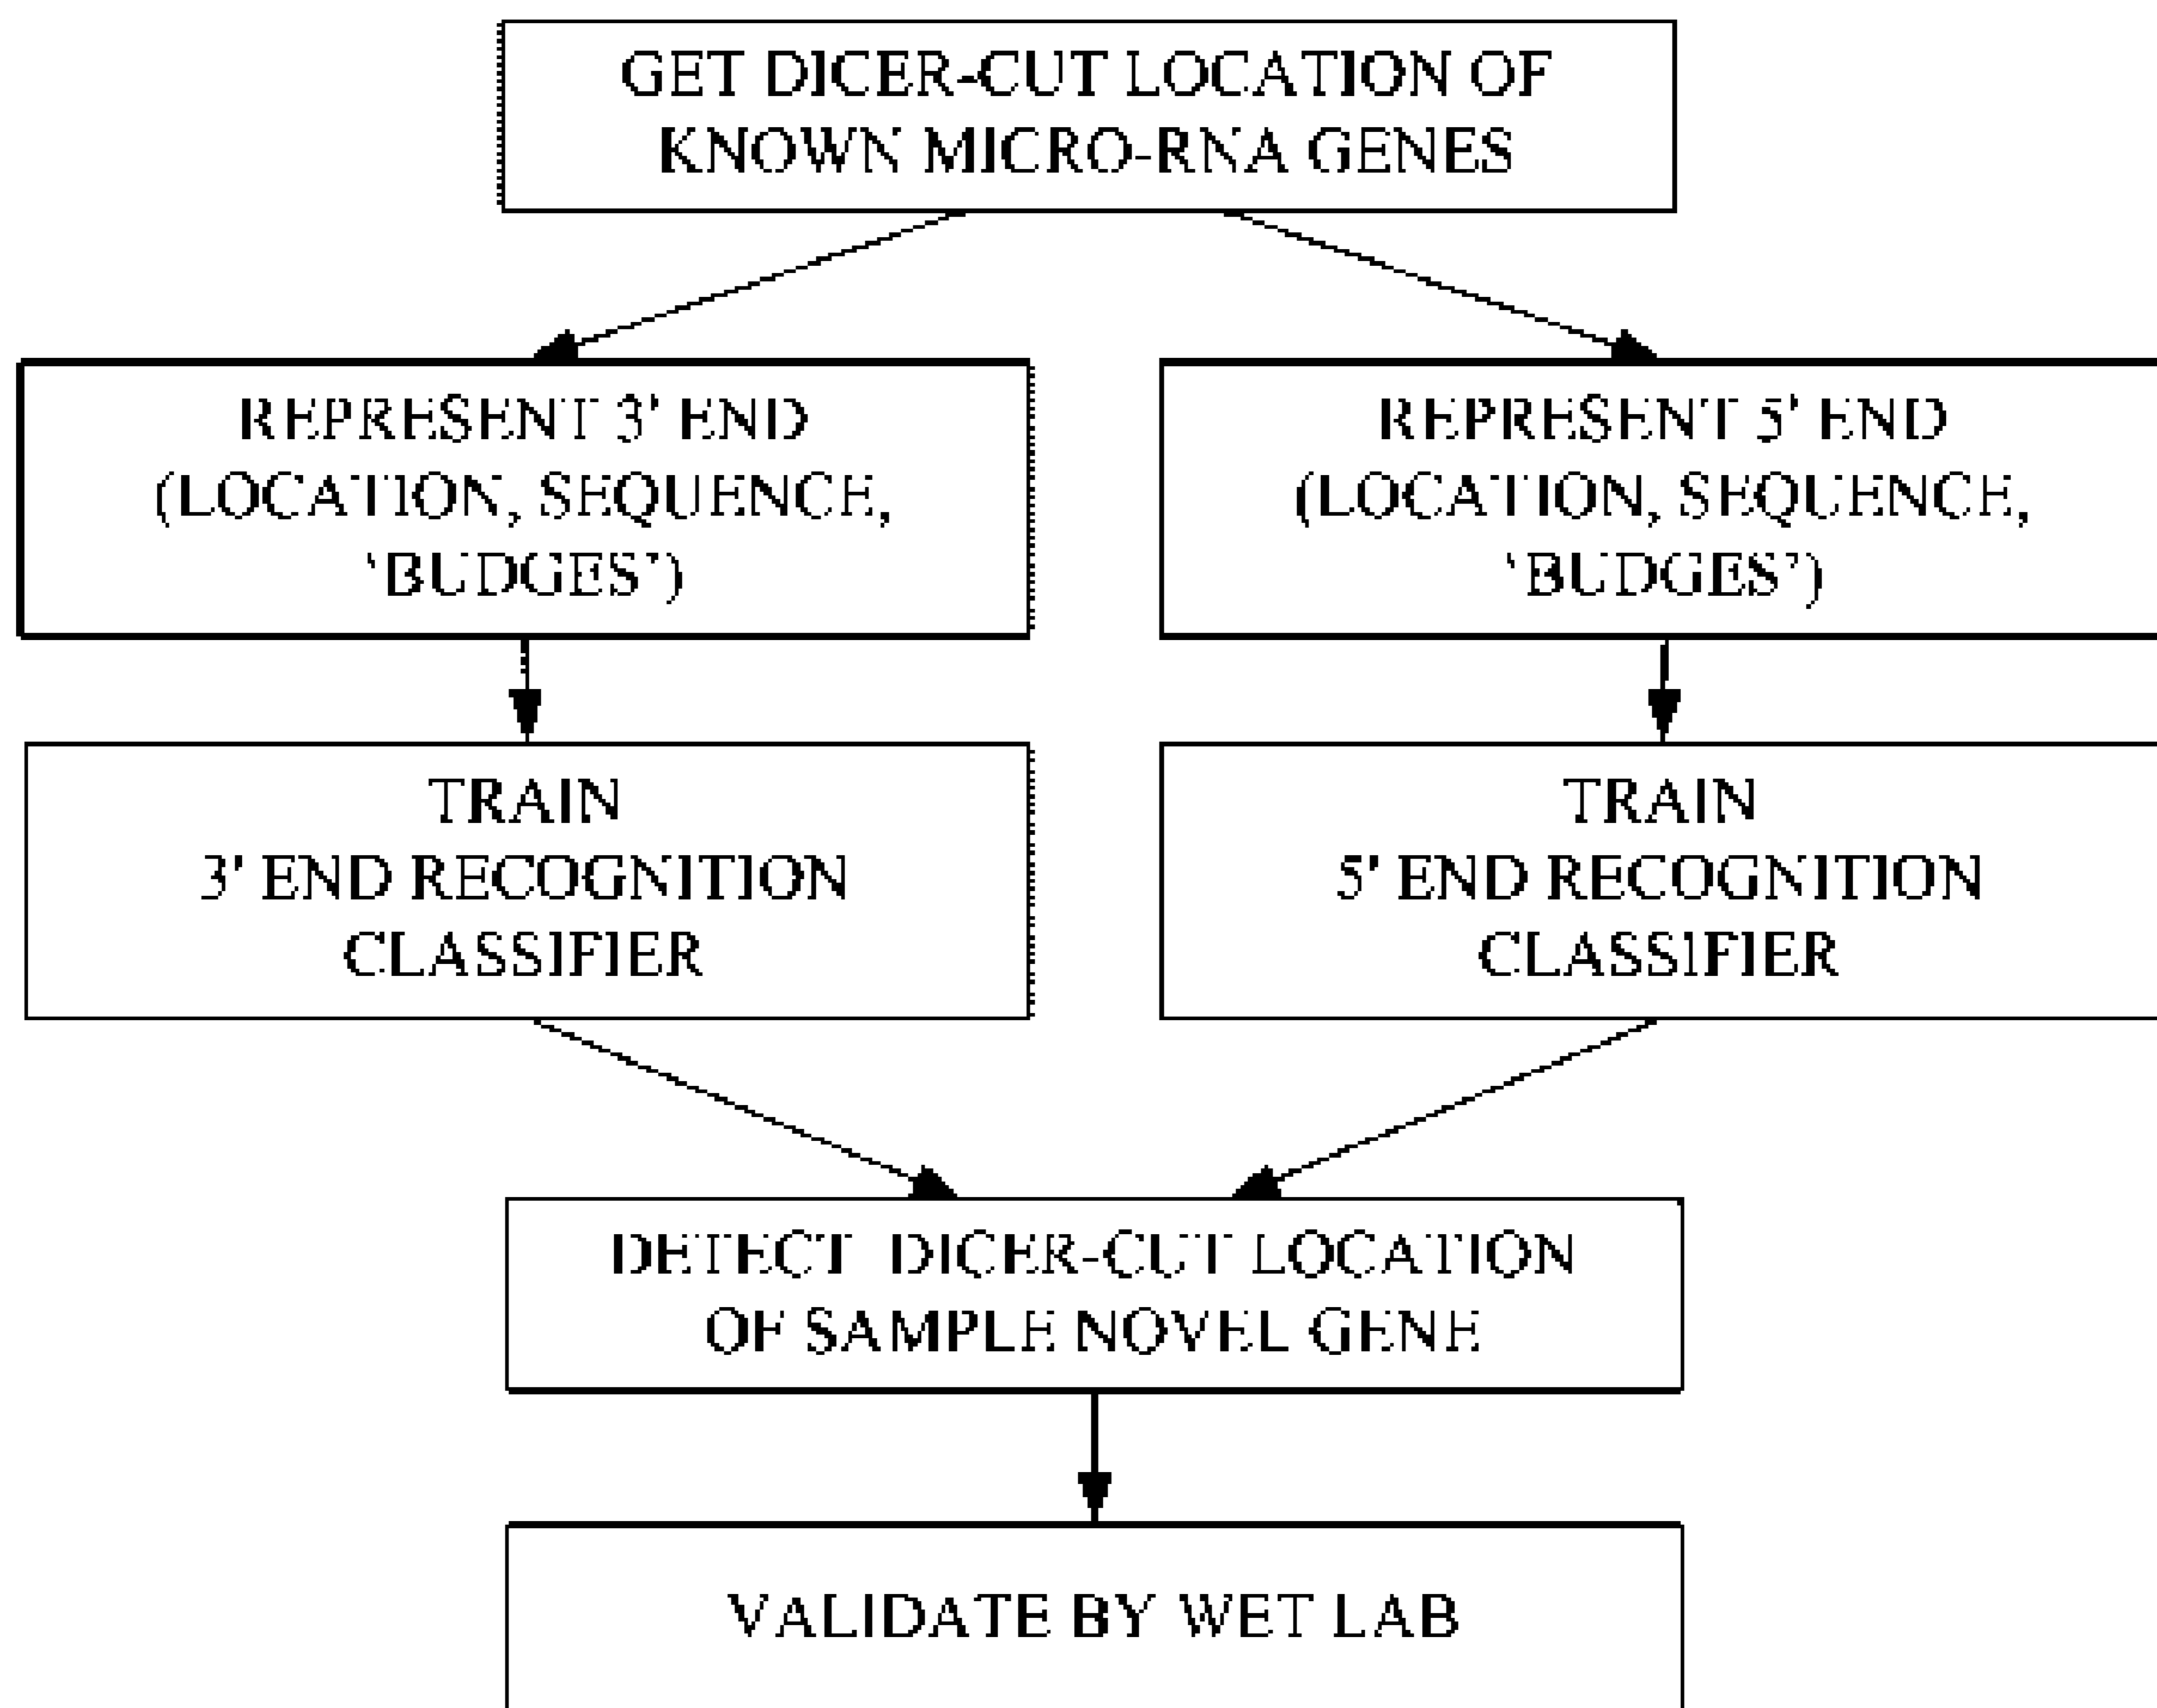 GET DICER-CUT LOCATION OF
KNOWN MICRO-RNA GENES
REPRESENT 3' END
(LOCATION, SEQUENCE,
‘BUDGES’)
REPRESENT 5' END
(LOCATION, SEQUENCE,
‘BUDGES’)
TRAIN
3' END RECOGNITION
CLASSIFIER
TRAIN
5' END RECOGNITION
CLASSIFIER
DETECT DICER-CUT LOCATION
OF SAMPLE NOVEL GENE
VALIDATE BY WET LAB